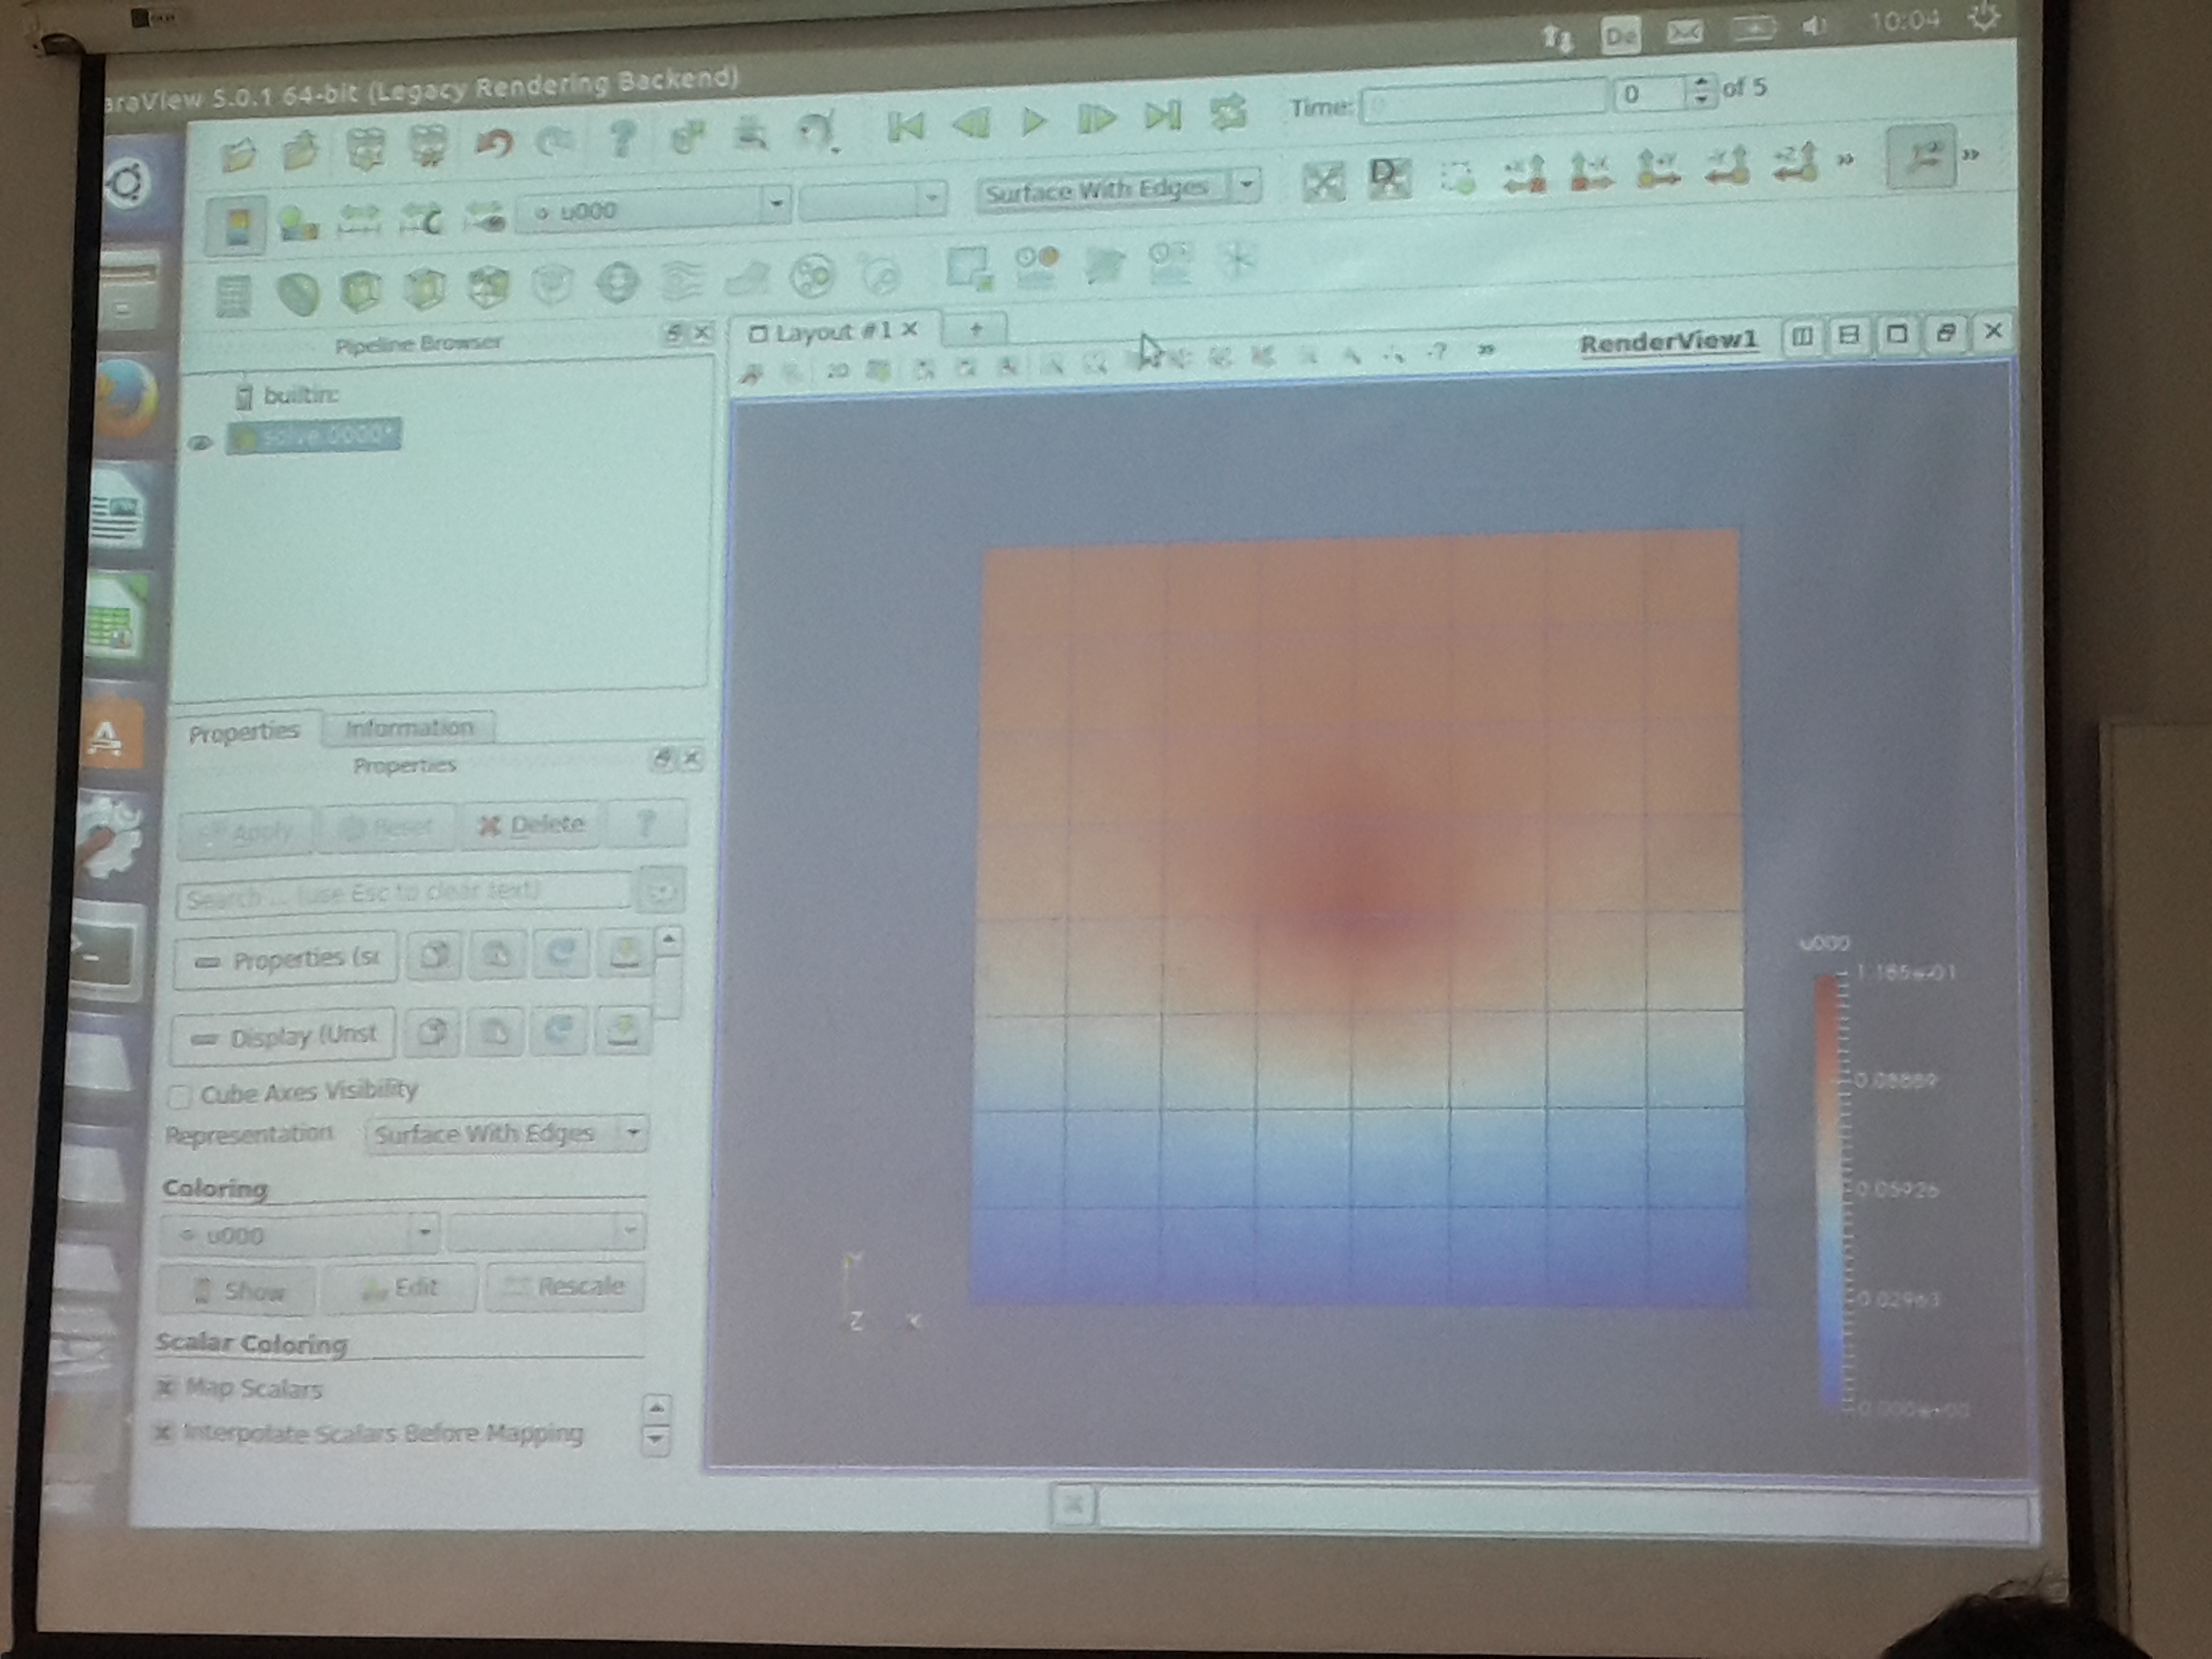 De 10:04
araView 5.0.1 64-bit (Legacy Rendering Backend)
Time: 0 of 5
u000 Surface With Edges
Pipeline Browser
Layout #1
RenderView1
builtin:
solve.0000*
Properties Information
Properties
Apply Reset Delete ?
Search ... (use Esc to clear text)
Properties (sc
Display (Unst
Cube Axes Visibility
Representation Surface With Edges
Coloring
u000
Show Edit Rescale
Scalar Coloring
Map Scalars
Interpolate Scalars Before Mapping
u000
1.185e-01
0.08889
0.05926
0.02963
0.000e+00
Y
Z X